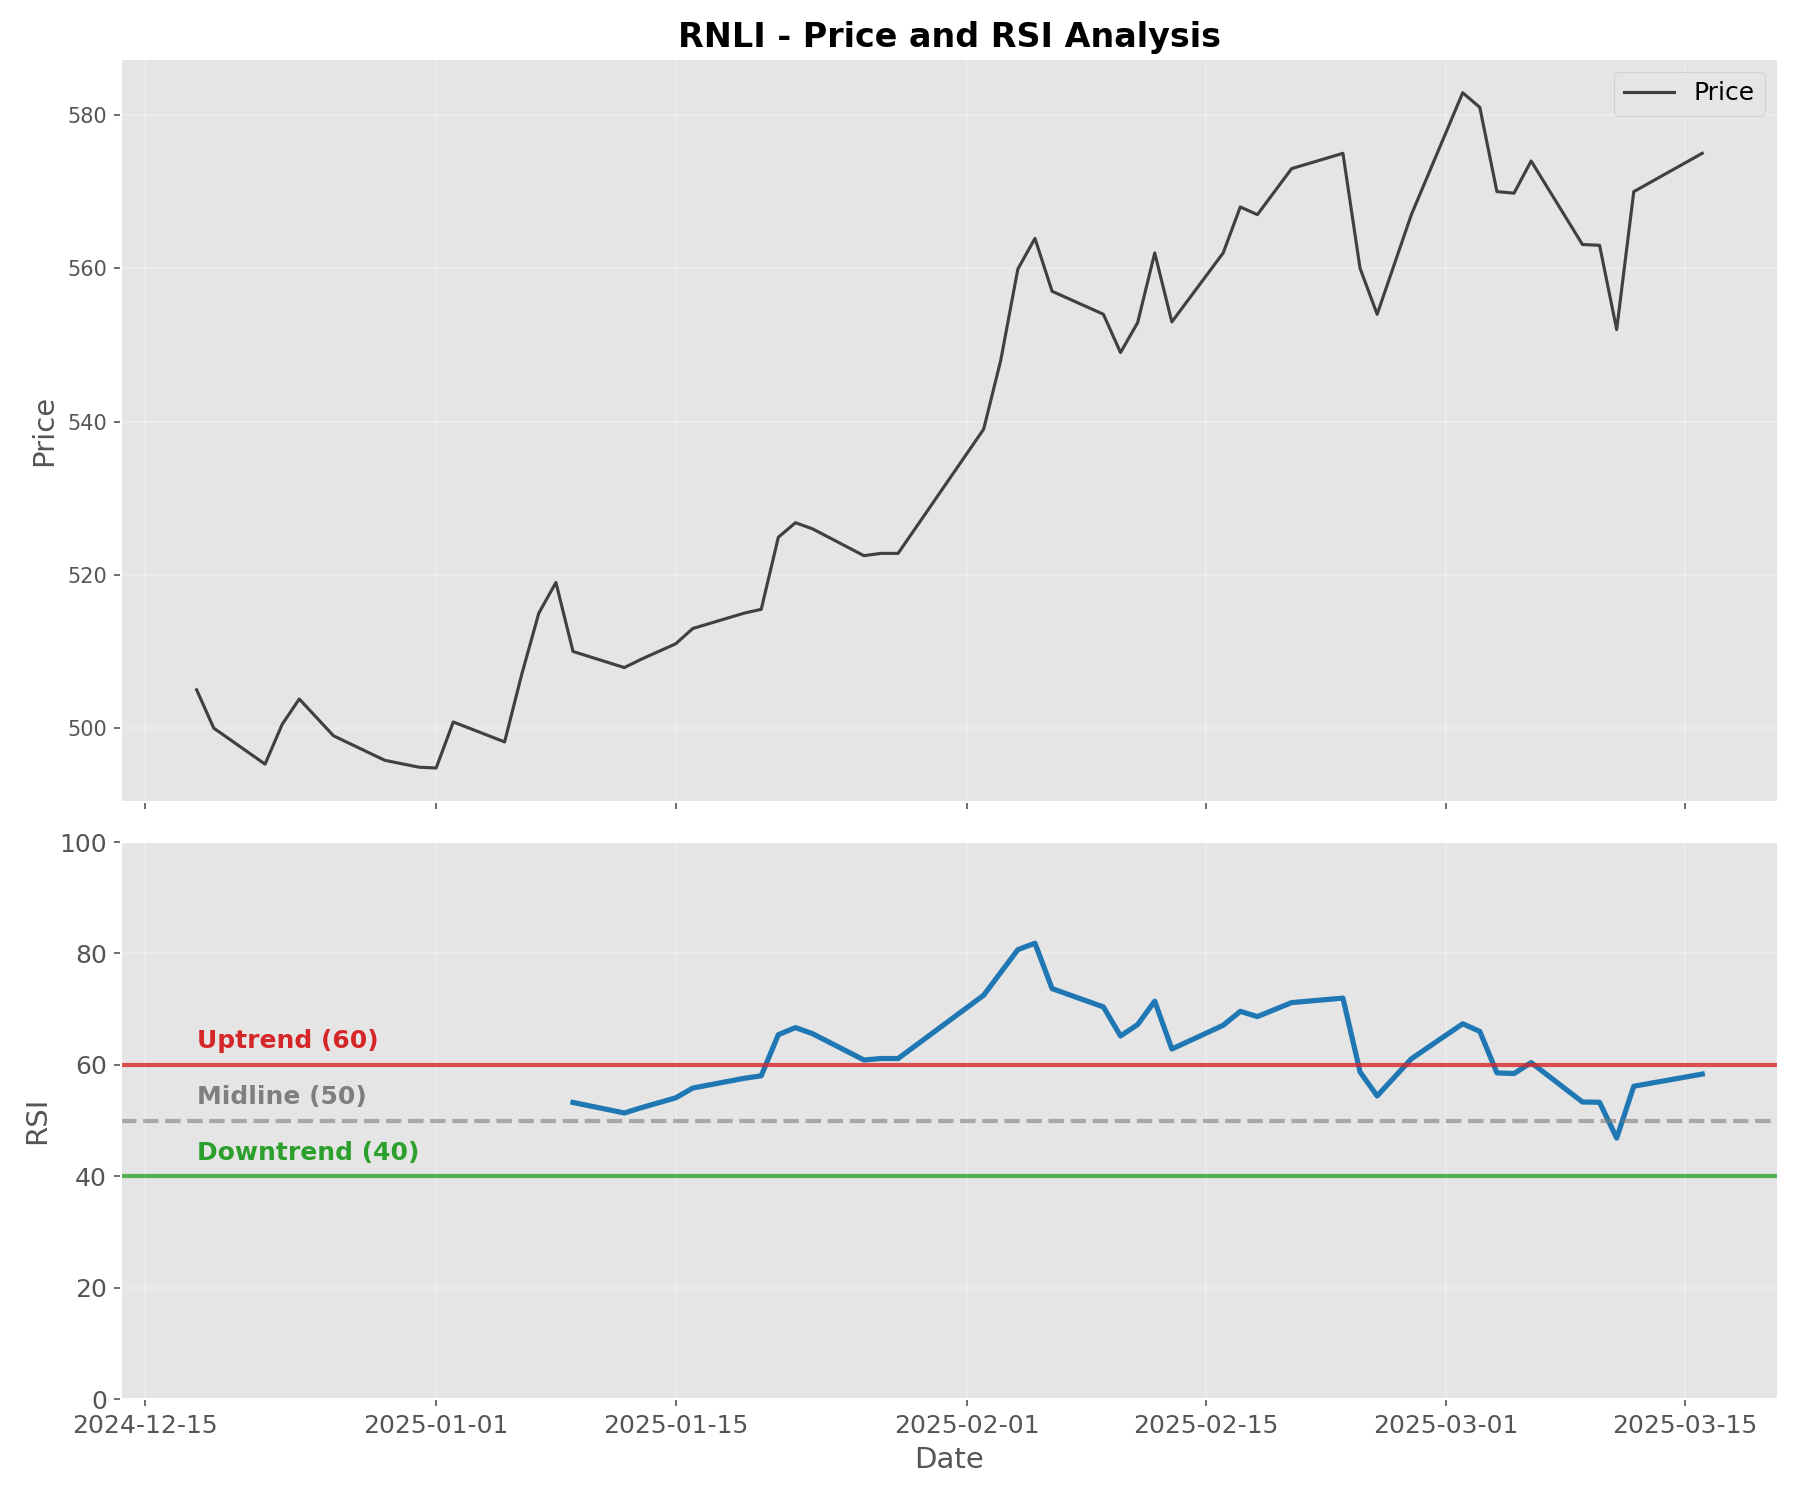 RNLI - Price and RSI Analysis
Price
580
560
540
520
500
Price
100
80
60
40
20
0
RSI
Uptrend (60)
Midline (50)
Downtrend (40)
2024-12-15
2025-01-01
2025-01-15
2025-02-01
2025-02-15
2025-03-01
2025-03-15
Date